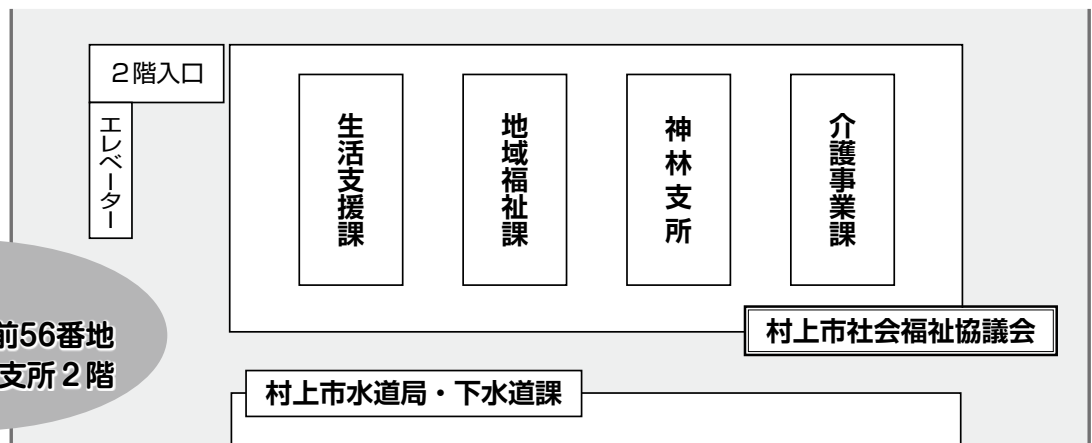 ２階入口
エレベーター
生活支援課
地域福祉課
神林支所
介護事業課
村上市社会福祉協議会
前56番地
支所２階
村上市水道局・下水道課